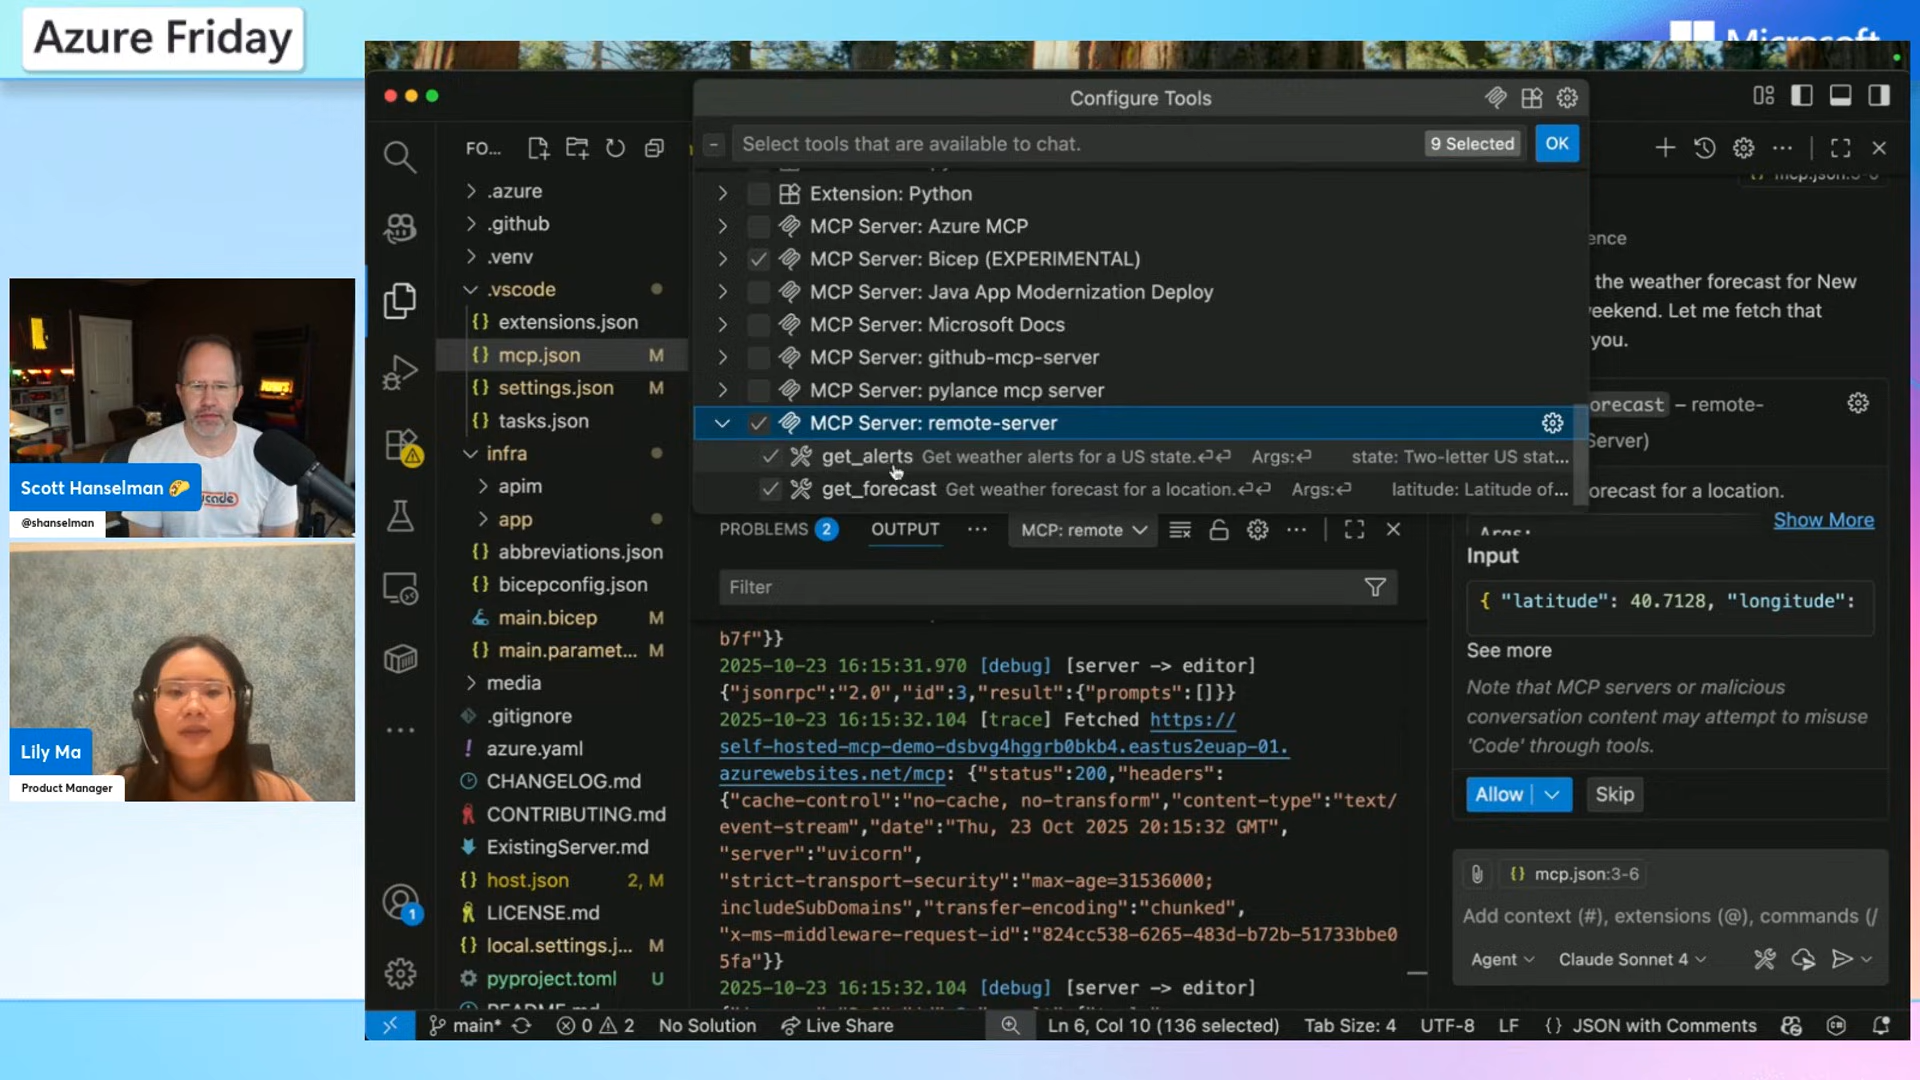 Azure Friday
Microsoft
Configure Tools
Select tools that are available to chat.
9 Selected
OK
Extension: Python
MCP Server: Azure MCP
MCP Server: Bicep (EXPERIMENTAL)
MCP Server: Java App Modernization Deploy
MCP Server: Microsoft Docs
MCP Server: github-mcp-server
MCP Server: pylance mcp server
MCP Server: remote-server
get_alerts Get weather alerts for a US state.↵↵ Args:↵ state: Two-letter US stat...
get_forecast Get weather forecast for a location.↵↵ Args:↵ latitude: Latitude of...
FO...
.azure
.github
.venv
.vscode
{} extensions.json
{} mcp.json M
{} settings.json M
{} tasks.json
infra
apim
app
{} abbreviations.json
{} bicepconfig.json
main.bicep M
{} main.paramet... M
media
.gitignore
! azure.yaml
CHANGELOG.md
CONTRIBUTING.md
ExistingServer.md
{} host.json 2, M
LICENSE.md
{} local.settings.j... M
pyproject.toml U
README.md
1
PROBLEMS 2 OUTPUT ... MCP: remote
Filter
b7f"}}
2025-10-23 16:15:31.970 [debug] [server -> editor]
{"jsonrpc":"2.0","id":3,"result":{"prompts":[]}}
2025-10-23 16:15:32.104 [trace] Fetched https://
self-hosted-mcp-demo-dsbvg4hggrb0bkb4.eastus2euap-01.
azurewebsites.net/mcp: {"status":200,"headers":
{"cache-control":"no-cache, no-transform","content-type":"text/
event-stream","date":"Thu, 23 Oct 2025 20:15:32 GMT",
"server":"uvicorn",
"strict-transport-security":"max-age=31536000;
includeSubDomains","transfer-encoding":"chunked",
"x-ms-middleware-request-id":"824cc538-6265-483d-b72b-51733bbe0
5fa"}}
2025-10-23 16:15:32.104 [debug] [server -> editor]
mcp.json:3-6
ence
the weather forecast for New
eekend. Let me fetch that
you.
orecast – remote-
Server)
orecast for a location.
Args:
Show More
Input
{ "latitude": 40.7128, "longitude":
See more
Note that MCP servers or malicious
conversation content may attempt to misuse
'Code' through tools.
Allow
Skip
{} mcp.json:3-6
Add context (#), extensions (@), commands (/
Agent
Claude Sonnet 4
main*
0
2
No Solution
Live Share
Ln 6, Col 10 (136 selected)
Tab Size: 4
UTF-8
LF
{} JSON with Comments
Scott Hanselman 🌮
@shanselman
Lily Ma
Product Manager